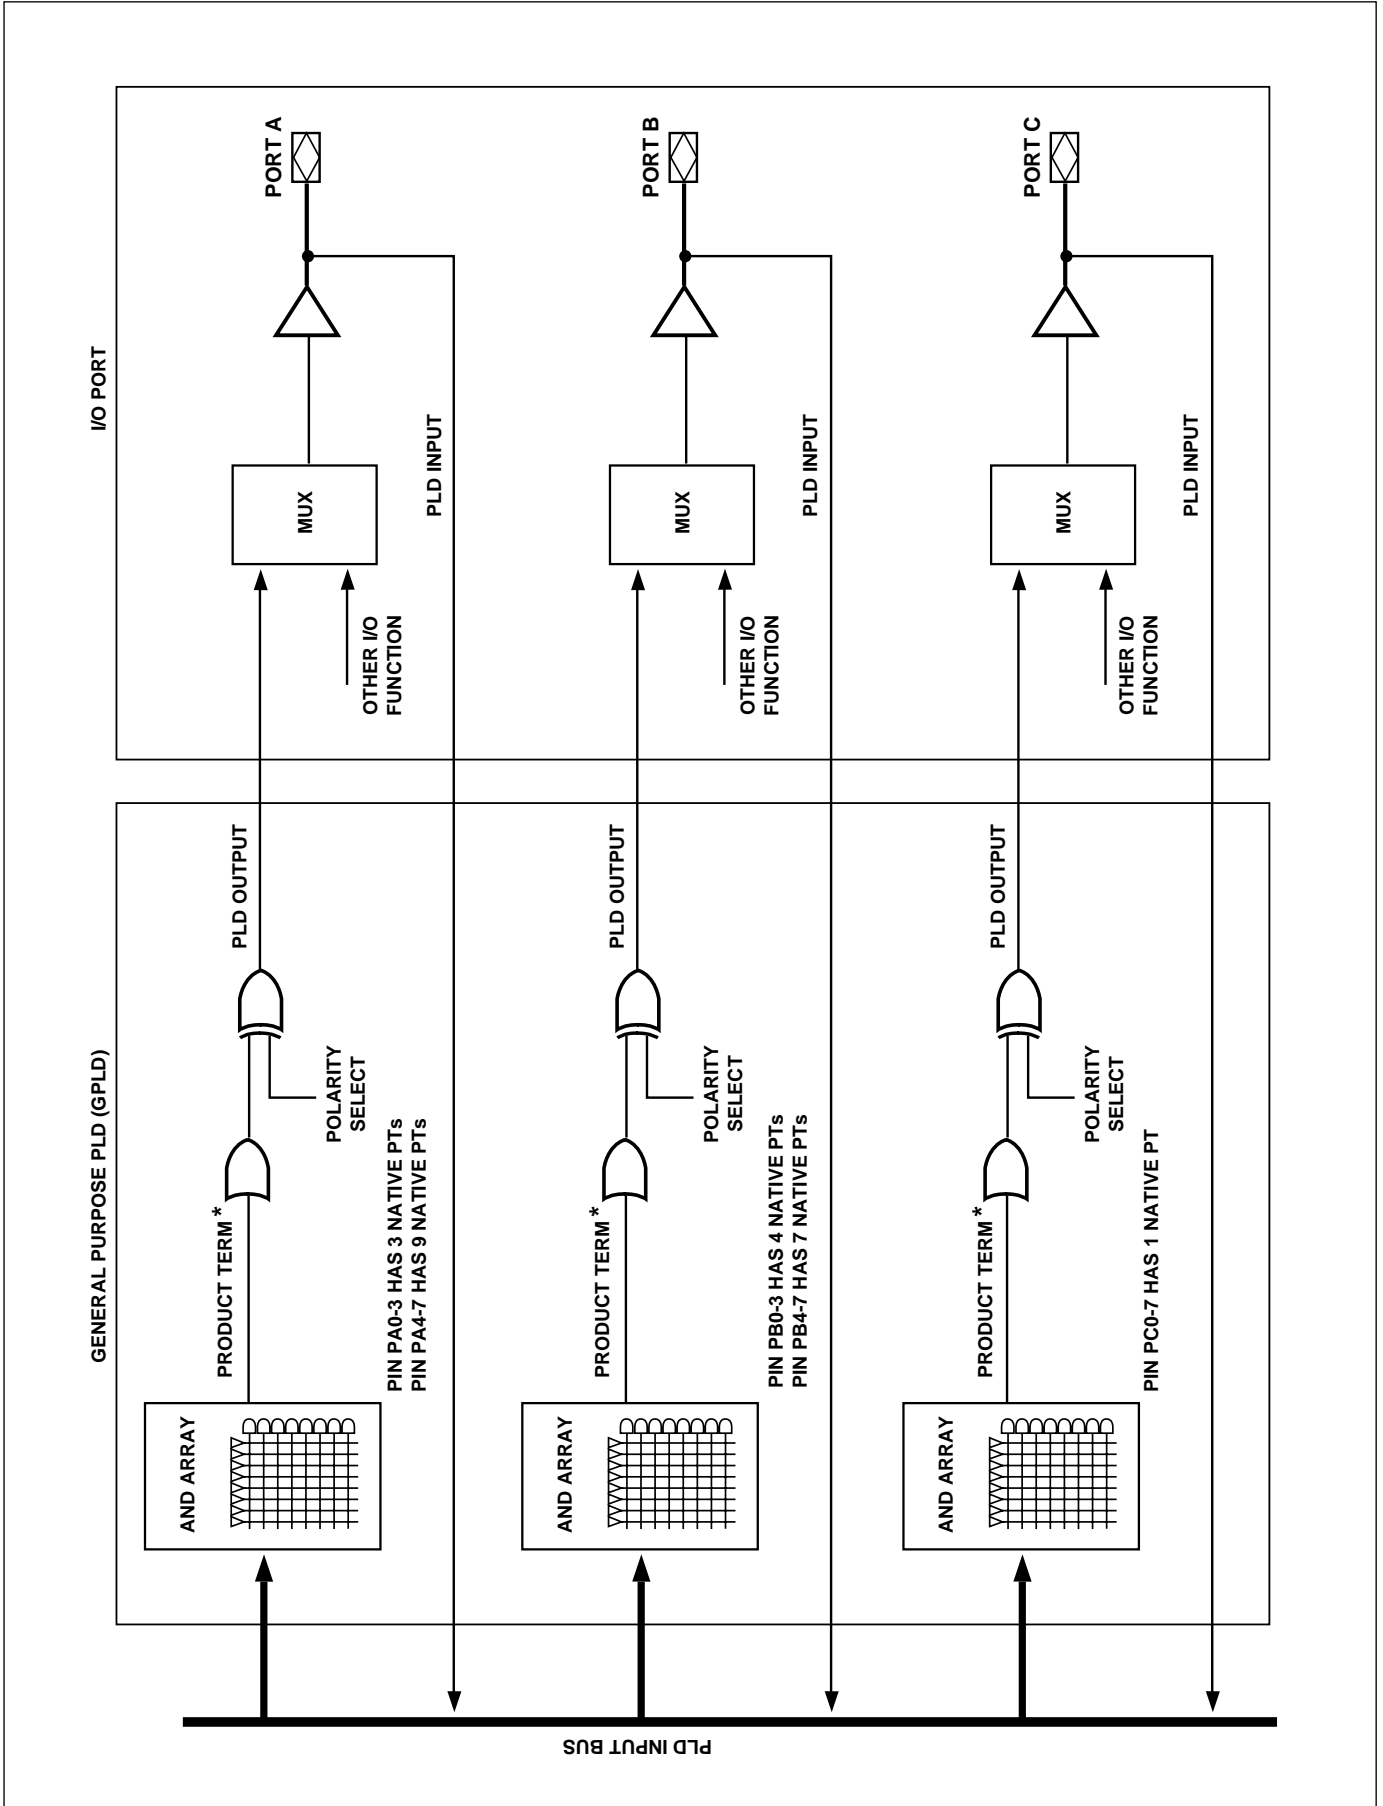 GENERAL PURPOSE PLD (GPLD)
I/O PORT
AND ARRAY
PRODUCT TERM *
PLD OUTPUT
PORT A
MUX
POLARITY
SELECT
OTHER I/O
FUNCTION
PIN PA0-3 HAS 3 NATIVE PTs
PIN PA4-7 HAS 9 NATIVE PTs
PLD INPUT
AND ARRAY
PRODUCT TERM *
PLD OUTPUT
PORT B
MUX
POLARITY
SELECT
OTHER I/O
FUNCTION
PIN PB0-3 HAS 4 NATIVE PTs
PIN PB4-7 HAS 7 NATIVE PTs
PLD INPUT
AND ARRAY
PRODUCT TERM *
PLD OUTPUT
PORT C
MUX
POLARITY
SELECT
OTHER I/O
FUNCTION
PIN PC0-7 HAS 1 NATIVE PT
PLD INPUT
PLD INPUT BUS